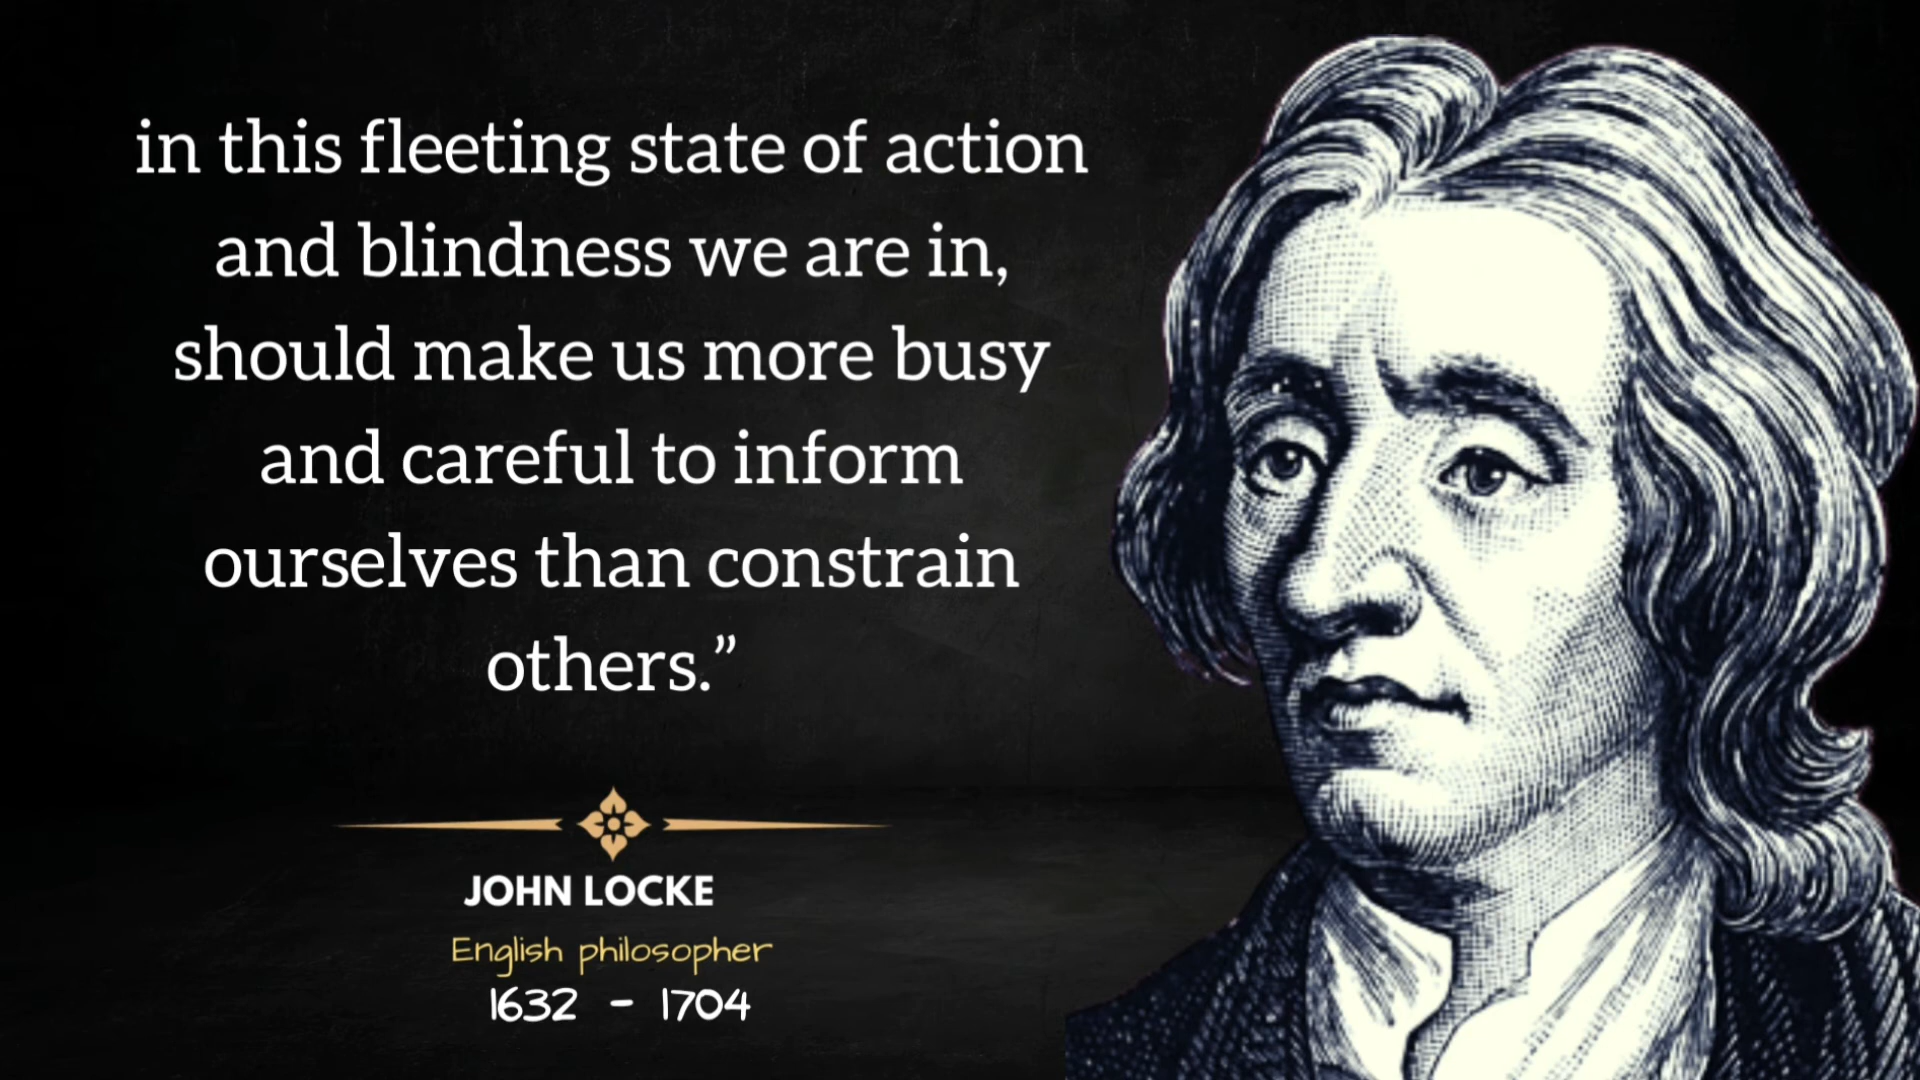 in this fleeting state of action
and blindness we are in,
should make us more busy
and careful to inform
ourselves than constrain
others.”
JOHN LOCKE
English philosopher
1632 - 1704